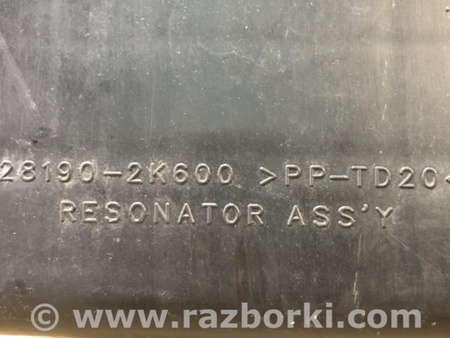 28190-2K600 >PP-TD20<
RESONATOR ASS'Y
© www.razborki.com